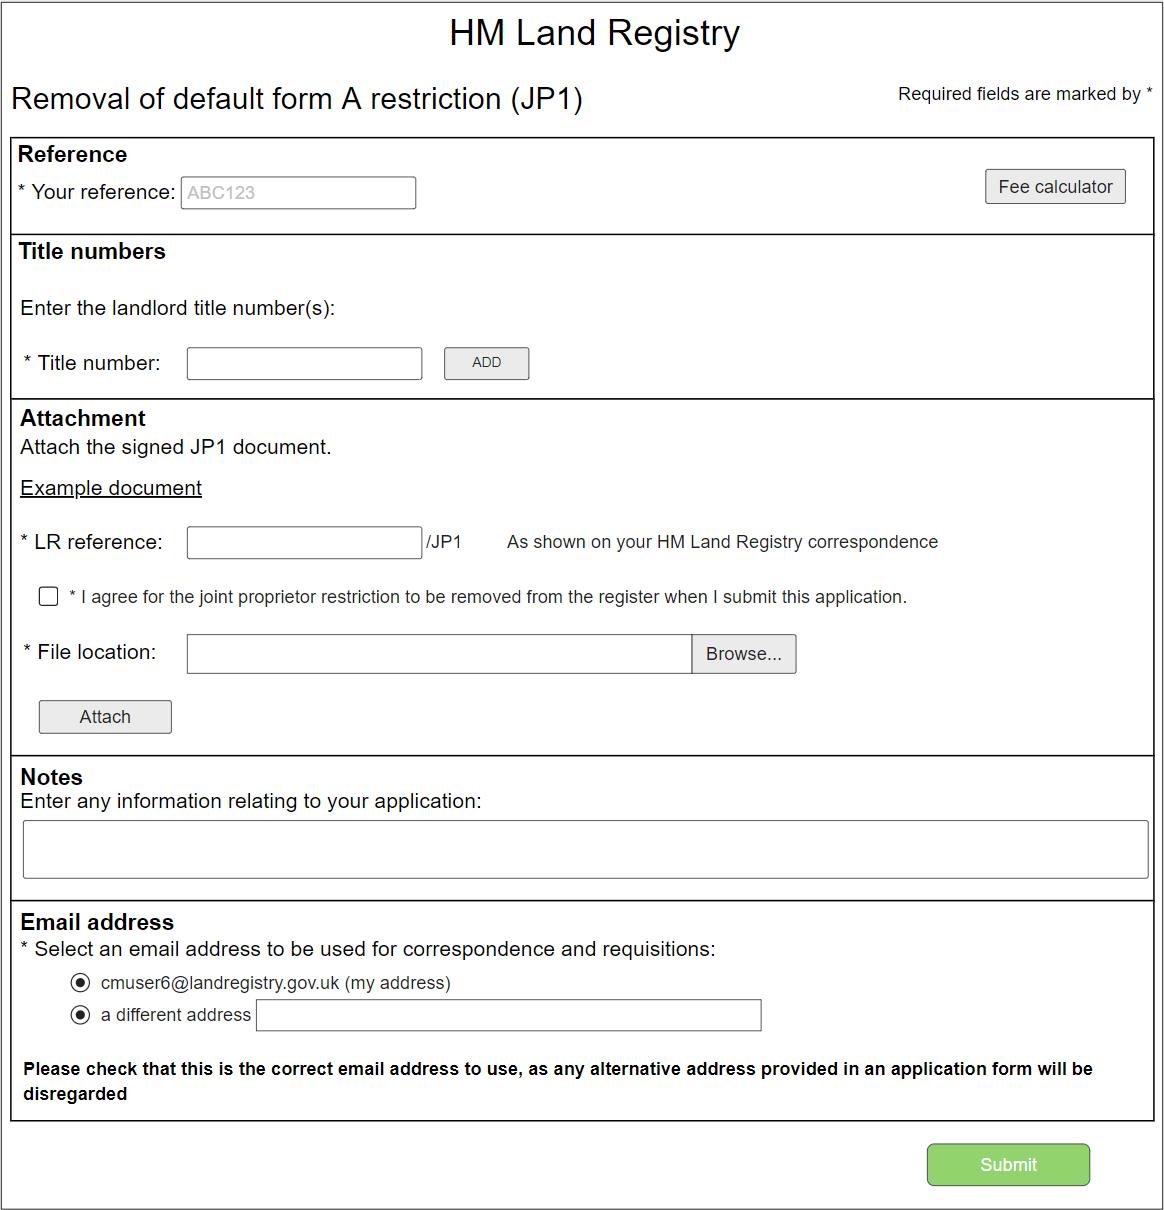 HM Land Registry
Removal of default form A restriction (JP1)
Required fields are marked by *
Reference
* Your reference: ABC123
Fee calculator
Title numbers
Enter the landlord title number(s):
* Title number:
ADD
Attachment
Attach the signed JP1 document.
Example document
* LR reference: /JP1 As shown on your HM Land Registry correspondence
* I agree for the joint proprietor restriction to be removed from the register when I submit this application.
* File location: Browse...
Attach
Notes
Enter any information relating to your application:
Email address
* Select an email address to be used for correspondence and requisitions:
cmuser6@landregistry.gov.uk (my address)
a different address
Please check that this is the correct email address to use, as any alternative address provided in an application form will be
disregarded
Submit